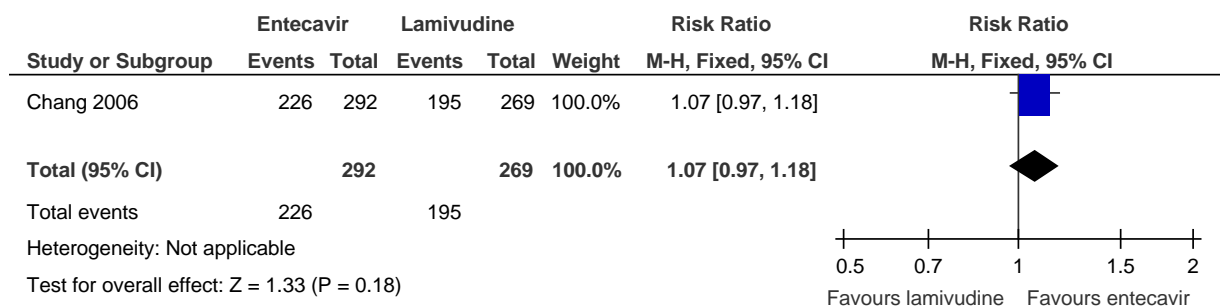 Entecavir Lamivudine Risk Ratio Risk Ratio
Study or Subgroup Events Total Events Total Weight M-H, Fixed, 95% CI M-H, Fixed, 95% CI
Chang 2006 226 292 195 269 100.0% 1.07 [0.97, 1.18]
Total (95% CI) 292 269 100.0% 1.07 [0.97, 1.18]
Total events 226 195
Heterogeneity: Not applicable
Test for overall effect: Z = 1.33 (P = 0.18)
0.5 0.7 1 1.5 2
Favours lamivudine Favours entecavir